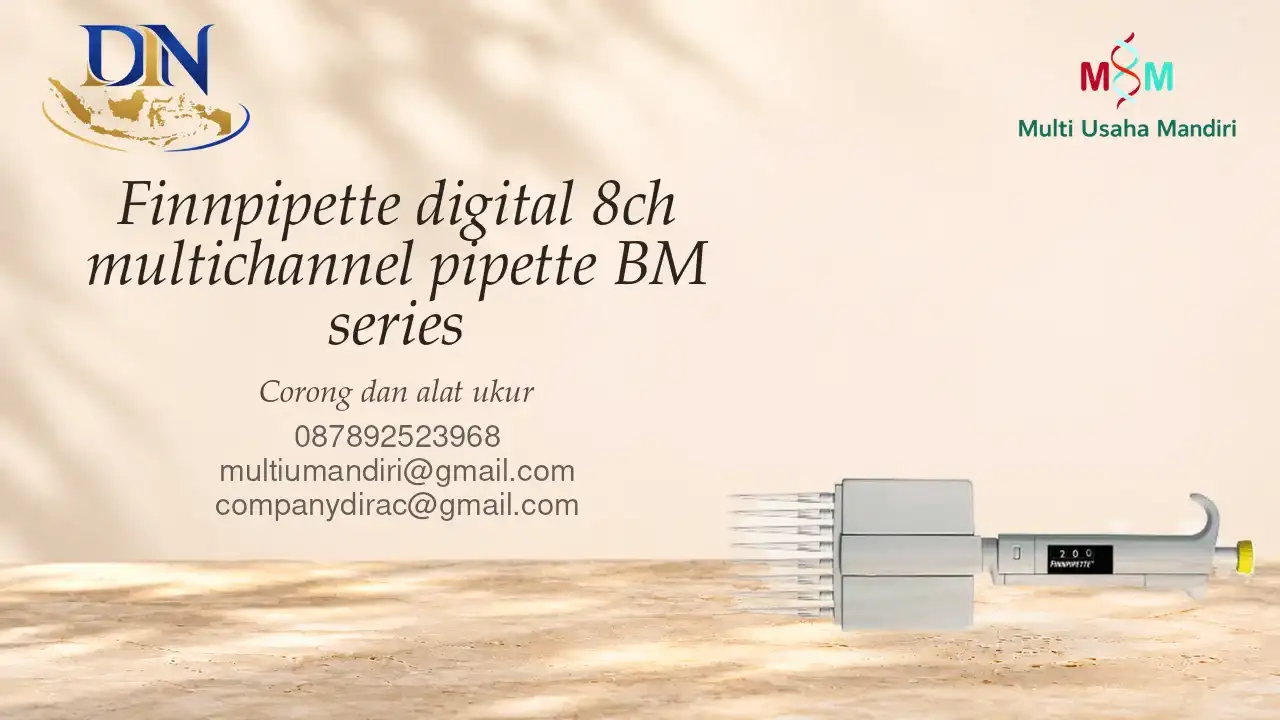 DIN
M M
Multi Usaha Mandiri
Finnpipette digital 8ch
multichannel pipette BM
series
Corong dan alat ukur
087892523968
multiumandiri@gmail.com
companydirac@gmail.com
200
FINNPIPETTE